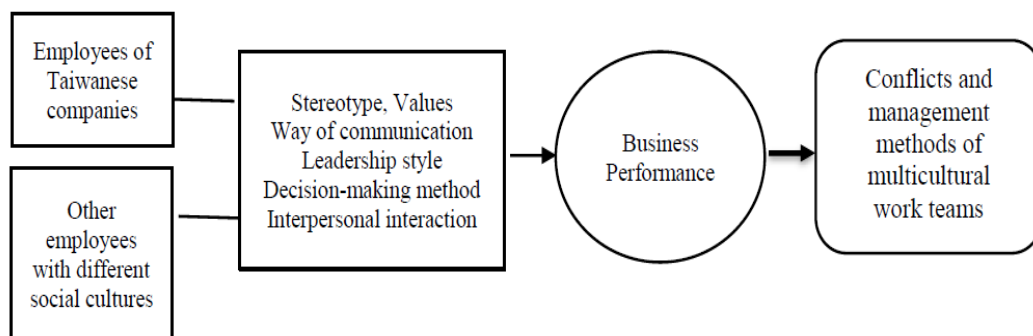 Employees of
Taiwanese
companies
Other
employees
with different
social cultures
Stereotype, Values
Way of communication
Leadership style
Decision-making method
Interpersonal interaction
Business
Performance
Conflicts and
management
methods of
multicultural
work teams